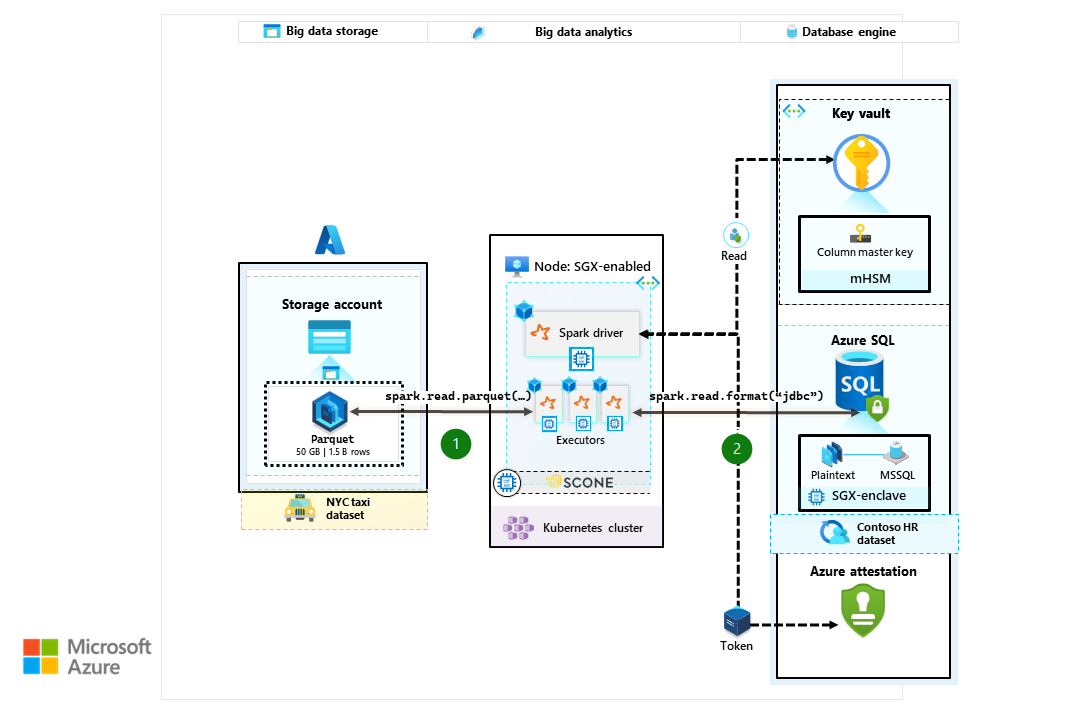 Big data storage
Big data analytics
Database engine
Key vault
Column master key
mHSM
Read
Node: SGX-enabled
Storage account
Spark driver
Azure SQL
SQL
spark.read.parquet(…)
spark.read.format(“jdbc”)
Parquet
50 GB | 1.5 B rows
1
Executors
2
Plaintext
MSSQL
SGX-enclave
SCONE
NYC taxi
dataset
Kubernetes cluster
Contoso HR
dataset
Azure attestation
Token
Microsoft
Azure